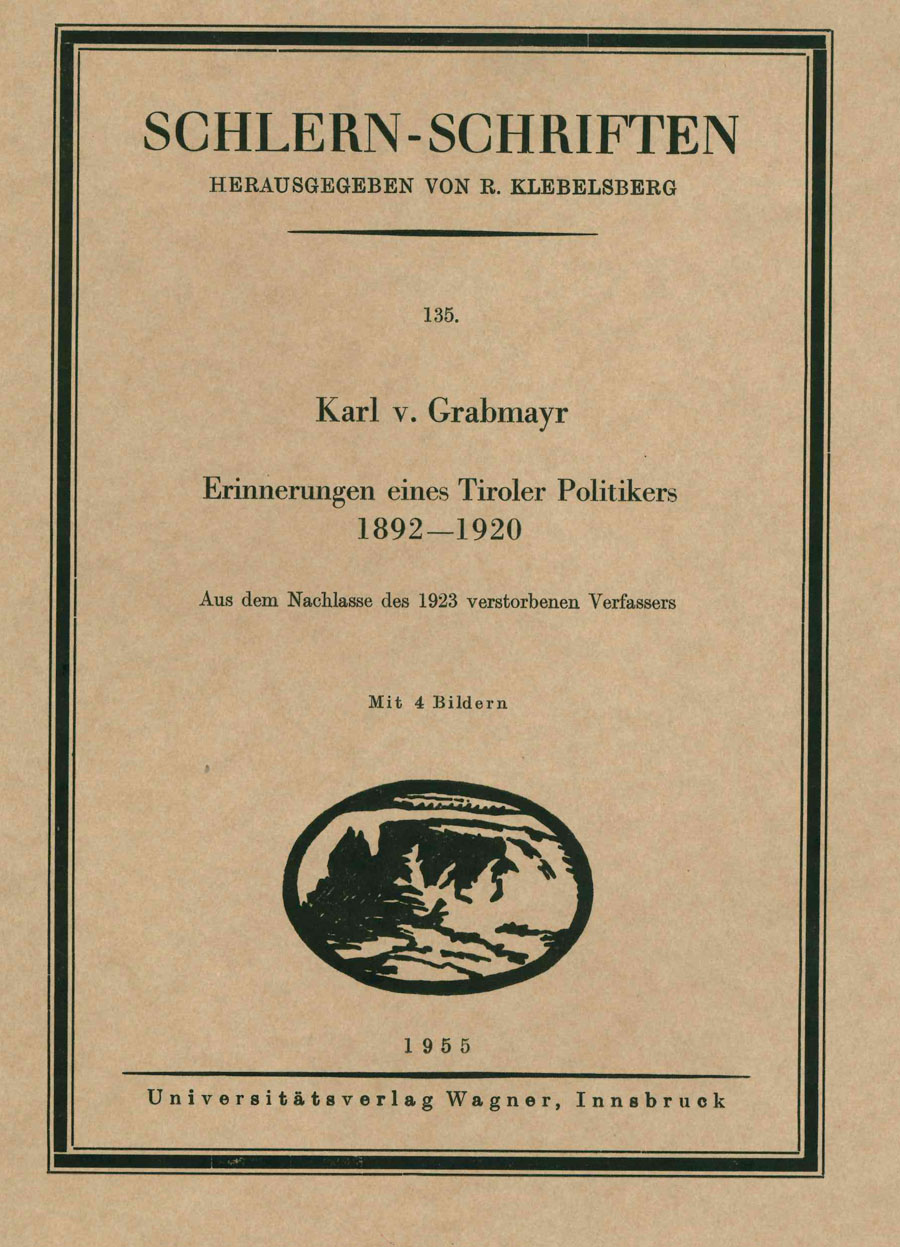 SCHLERN-SCHRIFTEN
HERAUSGEGEBEN VON R. KLEBELSBERG
135.
Karl v. Grabmayr
Erinnerungen eines Tiroler Politikers
1892—1920
Aus dem Nachlasse des 1923 verstorbenen Verfassers
Mit 4 Bildern
1955
Universitätsverlag Wagner, Innsbruck